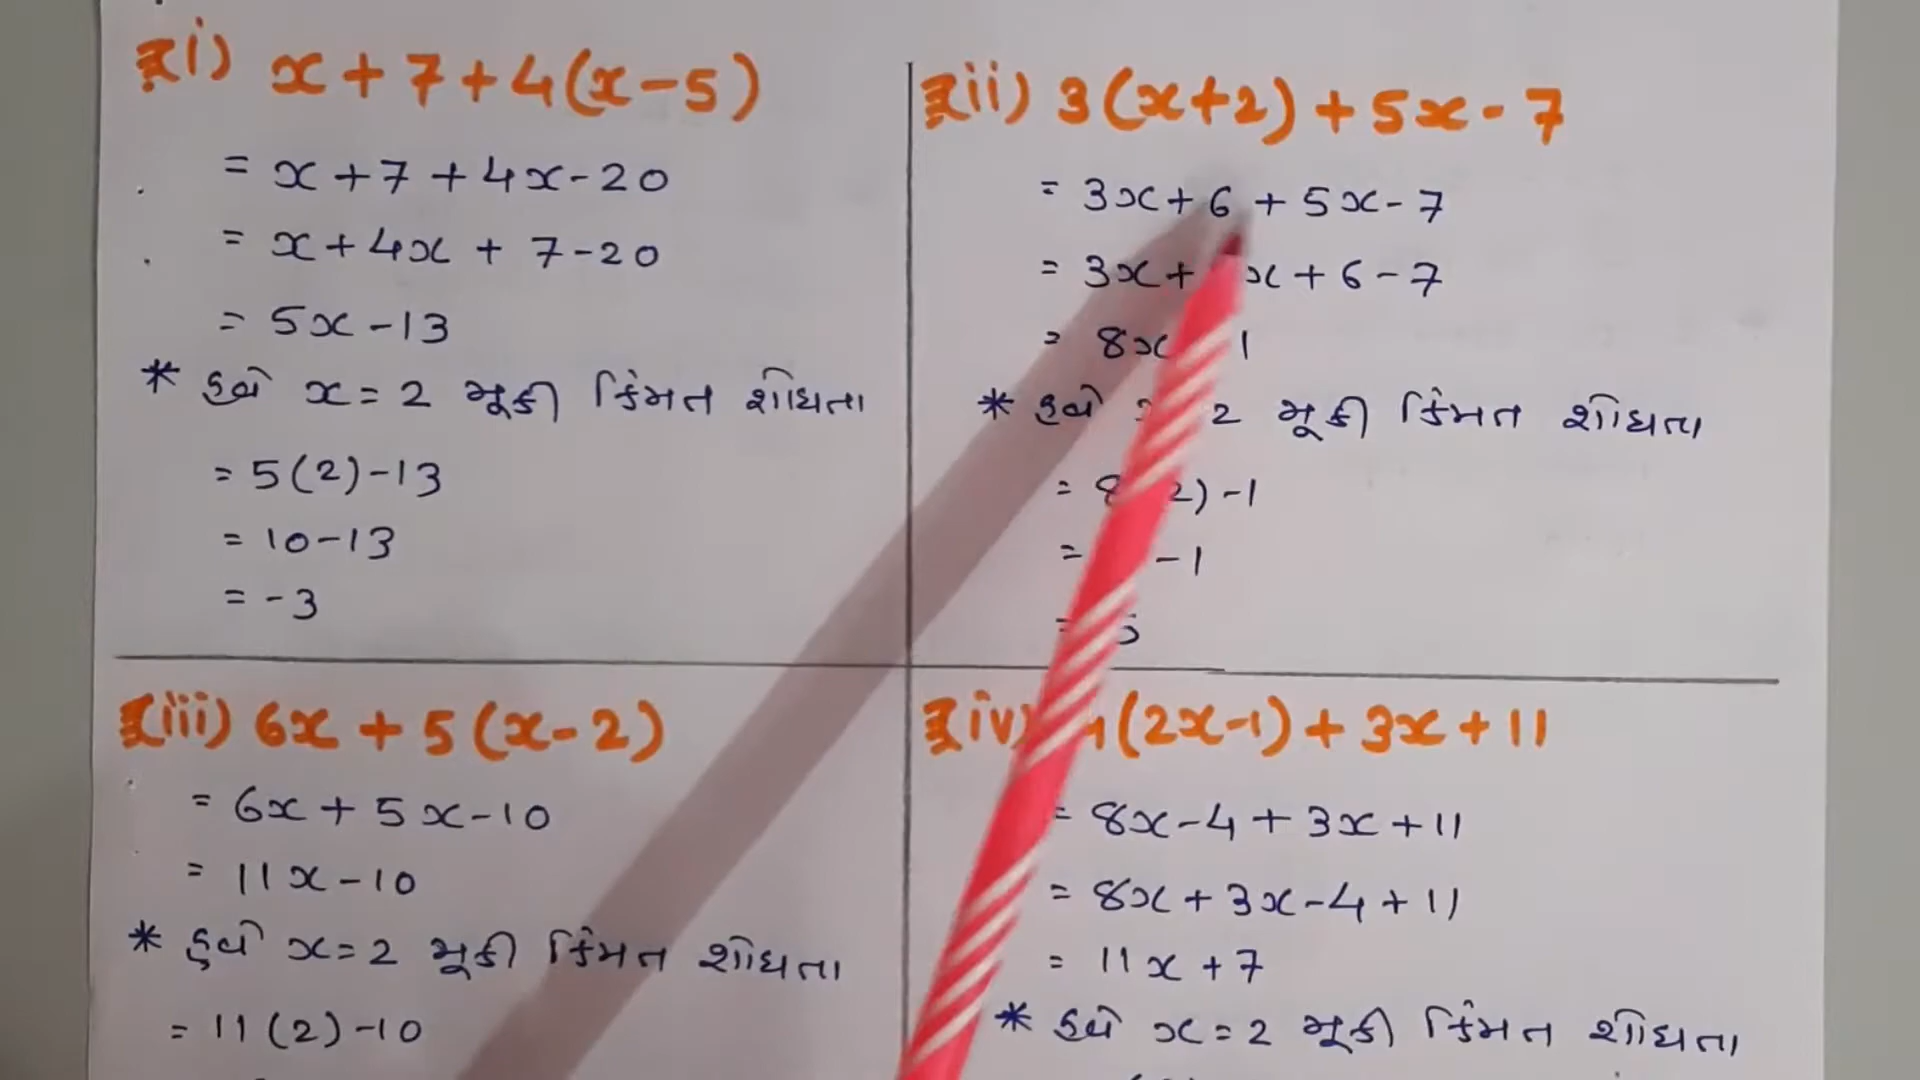 (i) x + 7 + 4(x - 5)
= x + 7 + 4x - 20
= x + 4x + 7 - 20
= 5x - 13
* હવે x = 2 મૂકી કિંમત શોધતા
= 5(2) - 13
= 10 - 13
= -3
(ii) 3(x+2) + 5x - 7
= 3x + 6 + 5x - 7
= 3x + x + 6 - 7
= 8x 1
* હવે 2 મૂકી કિંમત શોધતા
= 8 2) - 1
= - 1
=
(iii) 6x + 5(x - 2)
= 6x + 5x - 10
= 11x - 10
* હવે x = 2 મૂકી કિંમત શોધતા
= 11(2) - 10
(iv) (2x-1) + 3x + 11
= 8x - 4 + 3x + 11
= 8x + 3x - 4 + 11
= 11x + 7
* હવે x = 2 મૂકી કિંમત શોધતા